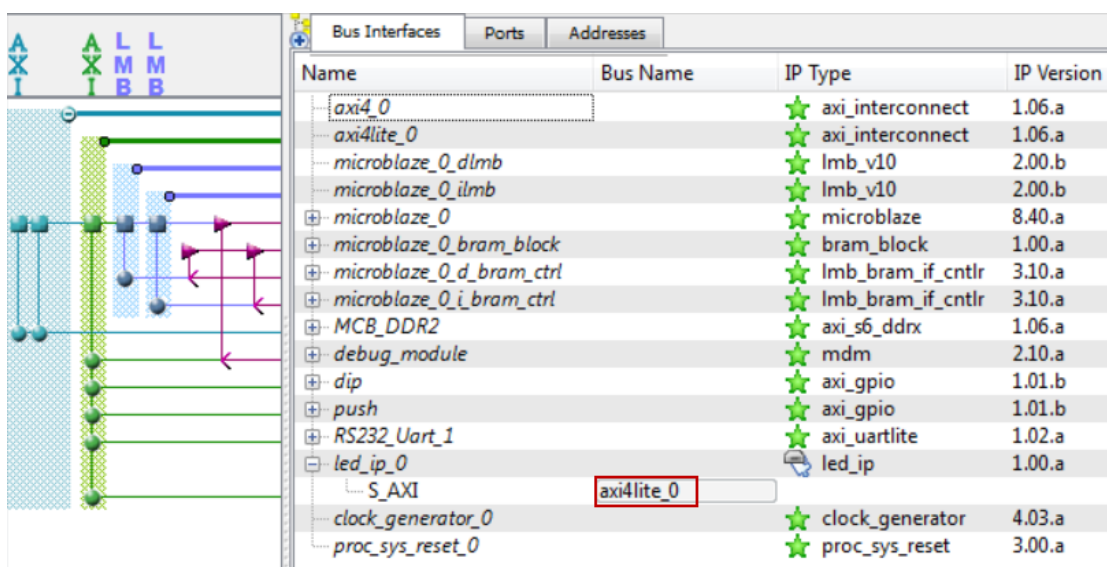 A X I
A X I
L M B
L M B
Bus Interfaces Ports Addresses
Name Bus Name IP Type IP Version
axi4_0 axi_interconnect 1.06.a
axi4lite_0 axi_interconnect 1.06.a
microblaze_0_dlmb lmb_v10 2.00.b
microblaze_0_ilmb lmb_v10 2.00.b
microblaze_0 microblaze 8.40.a
microblaze_0_bram_block bram_block 1.00.a
microblaze_0_d_bram_ctrl lmb_bram_if_cntlr 3.10.a
microblaze_0_i_bram_ctrl lmb_bram_if_cntlr 3.10.a
MCB_DDR2 axi_s6_ddrx 1.06.a
debug_module mdm 2.10.a
dip axi_gpio 1.01.b
push axi_gpio 1.01.b
RS232_Uart_1 axi_uartlite 1.02.a
led_ip_0 led_ip 1.00.a
S_AXI axi4lite_0
clock_generator_0 clock_generator 4.03.a
proc_sys_reset_0 proc_sys_reset 3.00.a